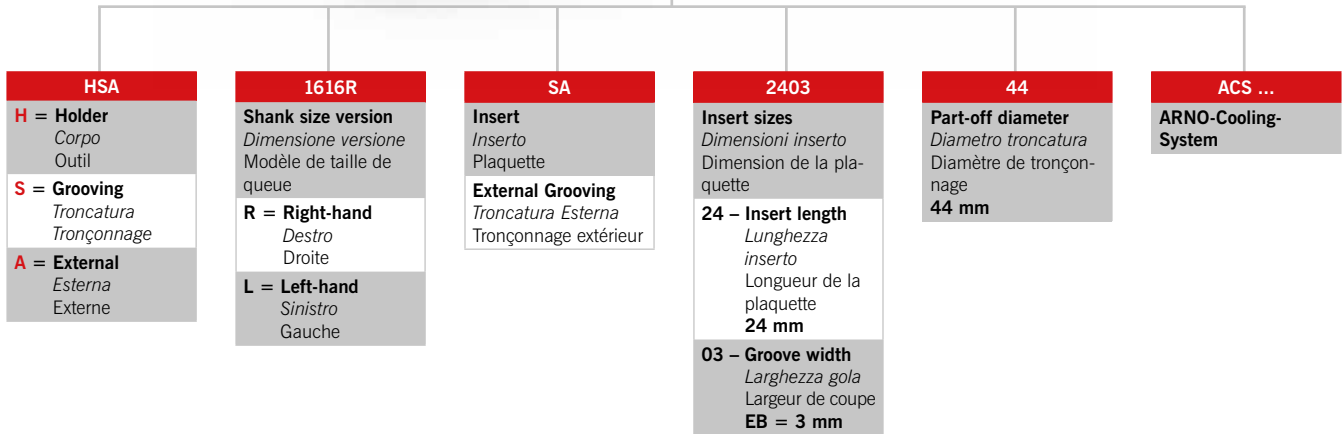 HSA
H = Holder
Corpo
Outil
S = Grooving
Troncatura
Tronçonnage
A = External
Esterna
Externe
1616R
Shank size version
Dimensione versione
Modèle de taille de
queue
R = Right-hand
Destro
Droite
L = Left-hand
Sinistro
Gauche
SA
Insert
Inserto
Plaquette
External Grooving
Troncatura Esterna
Tronçonnage extérieur
2403
Insert sizes
Dimensioni inserto
Dimension de la pla-
quette
24 – Insert length
Lunghezza
inserto
Longueur de la
plaquette
24 mm
03 – Groove width
Larghezza gola
Largeur de coupe
EB = 3 mm
44
Part-off diameter
Diametro troncatura
Diamètre de tronçon-
nage
44 mm
ACS ...
ARNO-Cooling-
System